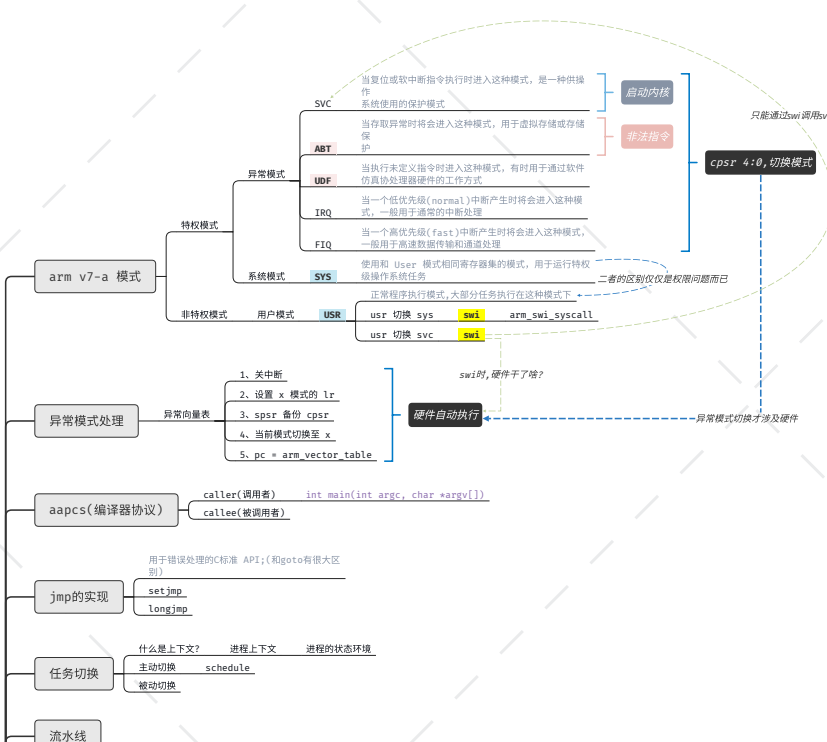 当复位或软中断指令执行时进入这种模式，是一种供操
作
系统使用的保护模式
SVC
启动内核
只能通过swi调用sv
当存取异常时将会进入这种模式，用于虚拟存储或存储
保
护
ABT
非法指令
cpsr 4:0,切换模式
异常模式
当执行未定义指令时进入这种模式，有时用于通过软件
仿真协处理器硬件的工作方式
UDF
当一个低优先级(normal)中断产生时将会进入这种模
式，一般用于通常的中断处理
IRQ
特权模式
当一个高优先级(fast)中断产生时将会进入这种模式，
一般用于高速数据传输和通道处理
FIQ
arm v7-a 模式
系统模式
SYS
使用和 User 模式相同寄存器集的模式，用于运行特权
级操作系统任务
二者的区别仅仅是权限问题而已
正常程序执行模式,大部分任务执行在这种模式下
非特权模式
用户模式
USR
usr 切换 sys
swi
arm_swi_syscall
usr 切换 svc
swi
swi时,硬件干了啥?
1、关中断
2、设置 x 模式的 lr
异常模式处理
异常向量表
3、spsr 备份 cpsr
硬件自动执行
异常模式切换才涉及硬件
4、当前模式切换至 x
5、pc = arm_vector_table
aapcs(编译器协议)
caller(调用者)
int main(int argc, char *argv[])
callee(被调用者)
用于错误处理的C标准 API;(和goto有很大区
别)
jmp的实现
setjmp
longjmp
什么是上下文?
进程上下文
进程的状态环境
任务切换
主动切换
schedule
被动切换
流水线